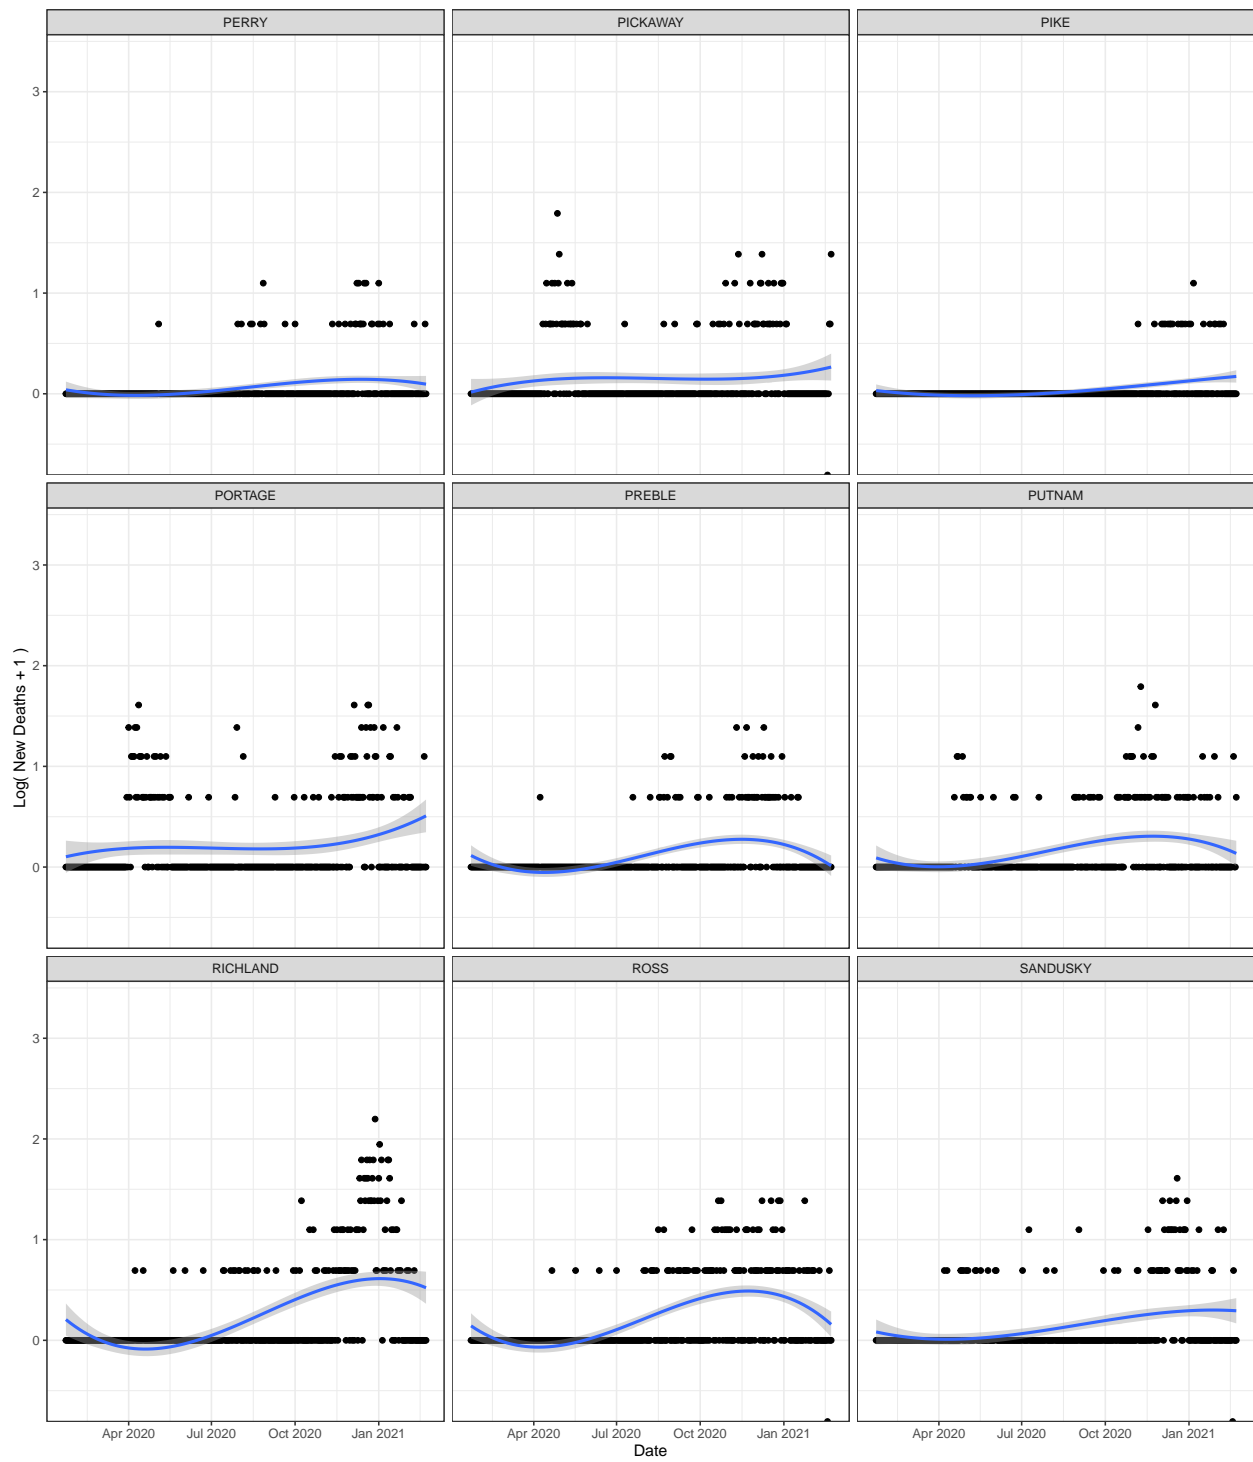 PERRY PICKAWAY PIKE
3
2
1
0
PORTAGE PREBLE PUTNAM
3
2
1
0
Log( New Deaths + 1 )
RICHLAND ROSS SANDUSKY
3
2
1
0
Apr 2020 Jul 2020 Oct 2020 Jan 2021 Apr 2020 Jul 2020 Oct 2020 Jan 2021 Apr 2020 Jul 2020 Oct 2020 Jan 2021
Date